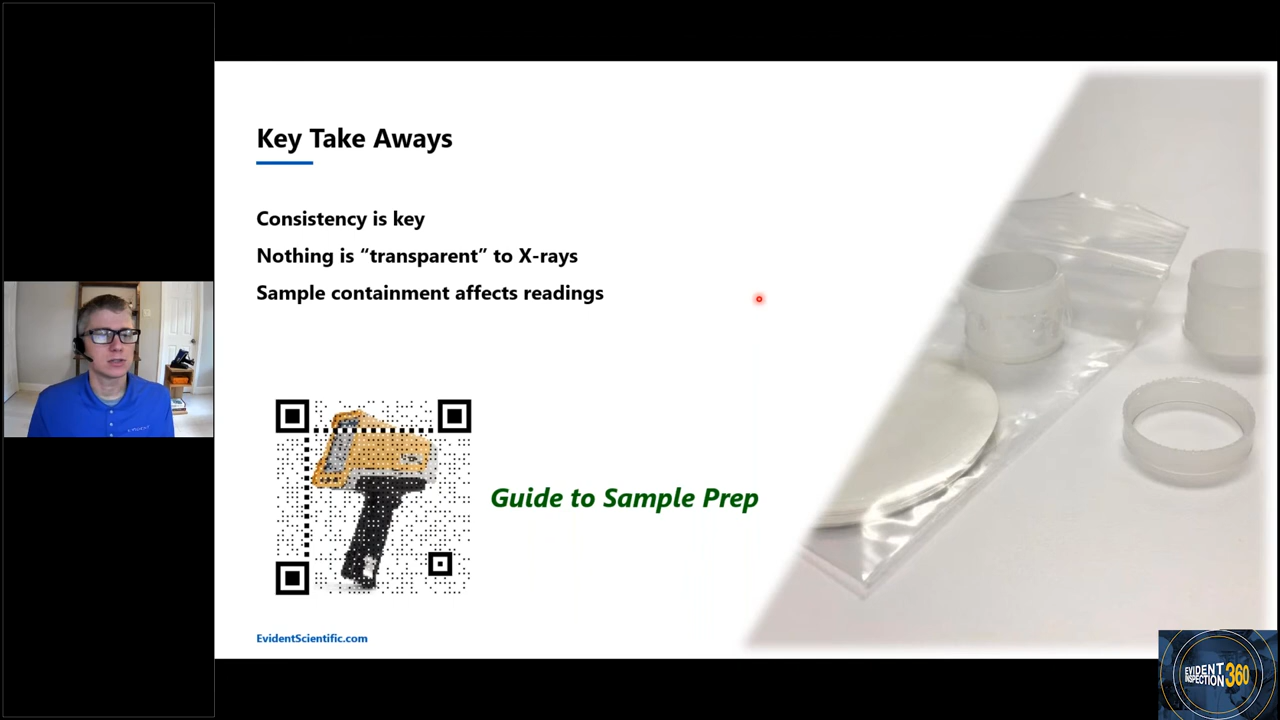 Key Take Aways
Consistency is key
Nothing is “transparent” to X-rays
Sample containment affects readings
Guide to Sample Prep
EvidentScientific.com
EVIDENT
INSPECTION 360